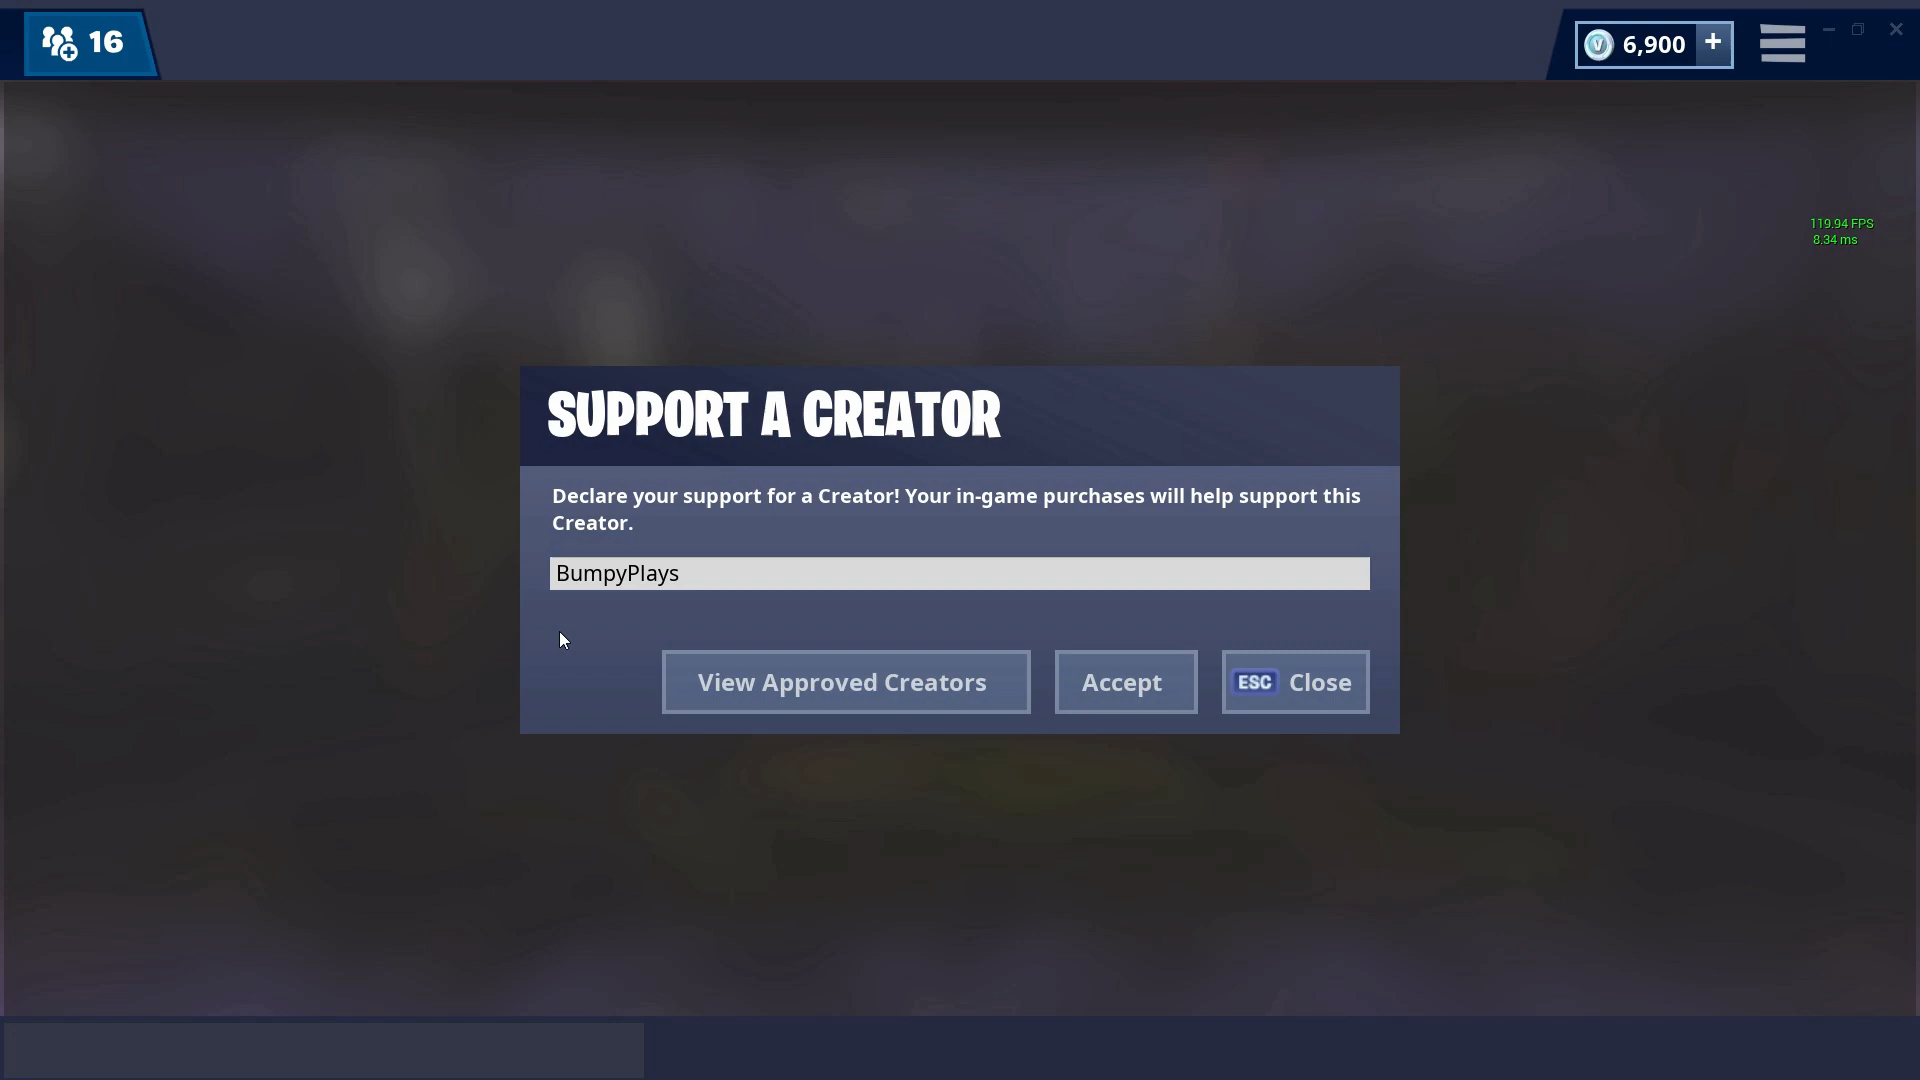 16
V 6,900 +
119.94 FPS
8.34 ms
SUPPORT A CREATOR
Declare your support for a Creator! Your in-game purchases will help support this
Creator.
BumpyPlays
View Approved Creators
Accept
ESC Close